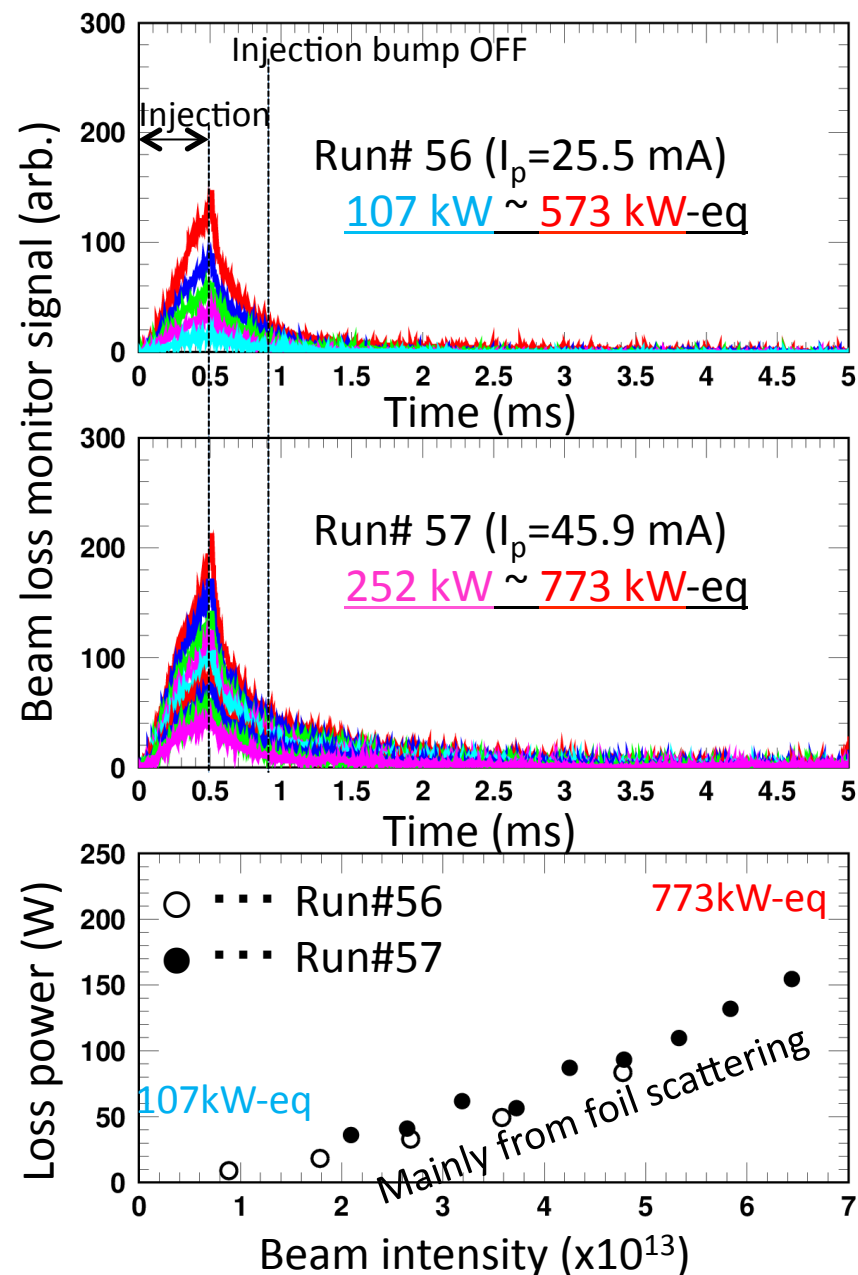 Beam loss monitor signal (arb.)
300
200
100
0
Injection bump OFF
Injection
Run# 56 (Iₚ=25.5 mA)
107 kW ~ 573 kW-eq
0 0.5 1 1.5 2 2.5 3 3.5 4 4.5 5
Time (ms)
300
200
100
0
Run# 57 (Iₚ=45.9 mA)
252 kW ~ 773 kW-eq
0 0.5 1 1.5 2 2.5 3 3.5 4 4.5 5
Time (ms)
Loss power (W)
250
200
150
100
50
0
Run#56
Run#57
773kW-eq
107kW-eq
Mainly from foil scattering
0 1 2 3 4 5 6 7
Beam intensity (x10¹³)